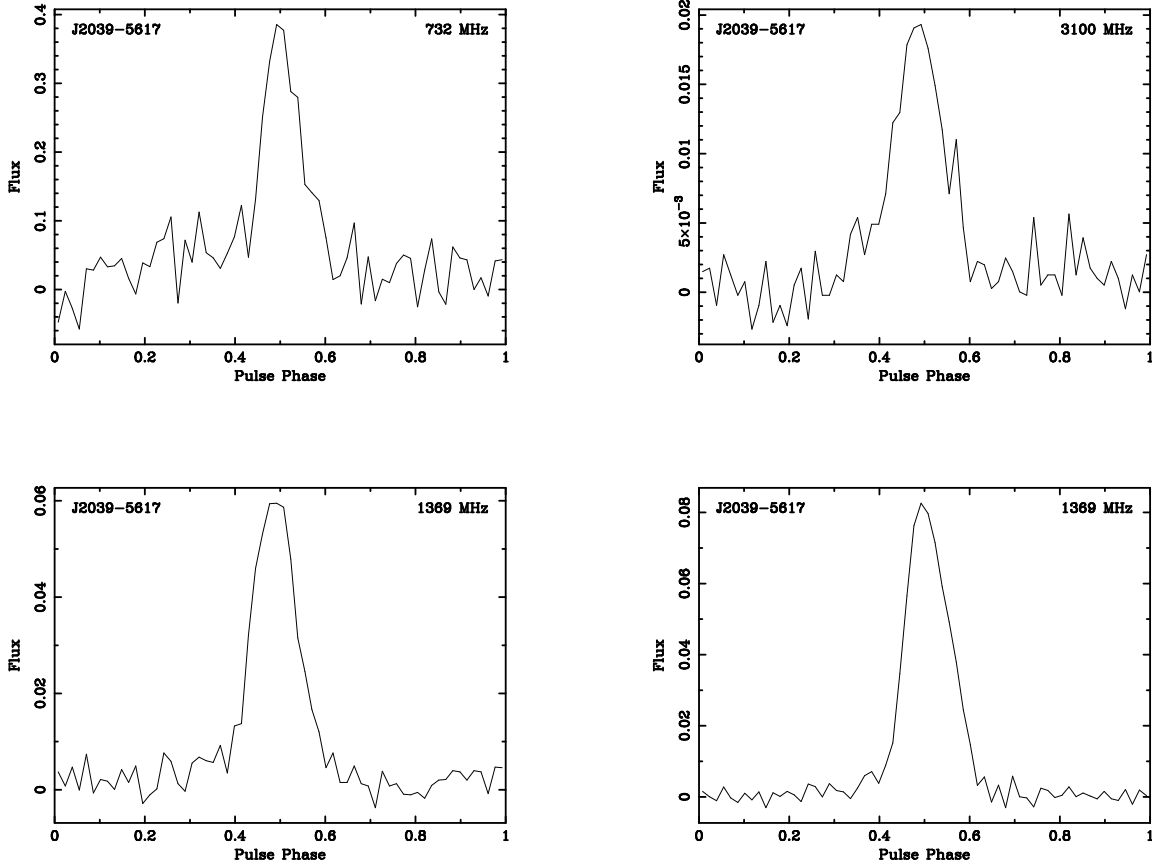 J2039-5617 732 MHz
0.4
0.3
0.2
0.1
0
Flux
0 0.2 0.4 0.6 0.8 1
Pulse Phase
J2039-5617 3100 MHz
0.02
0.015
0.01
5×10⁻³
0
Flux
0 0.2 0.4 0.6 0.8 1
Pulse Phase
J2039-5617 1369 MHz
0.06
0.04
0.02
0
Flux
0 0.2 0.4 0.6 0.8 1
Pulse Phase
J2039-5617 1369 MHz
0.08
0.06
0.04
0.02
0
Flux
0 0.2 0.4 0.6 0.8 1
Pulse Phase